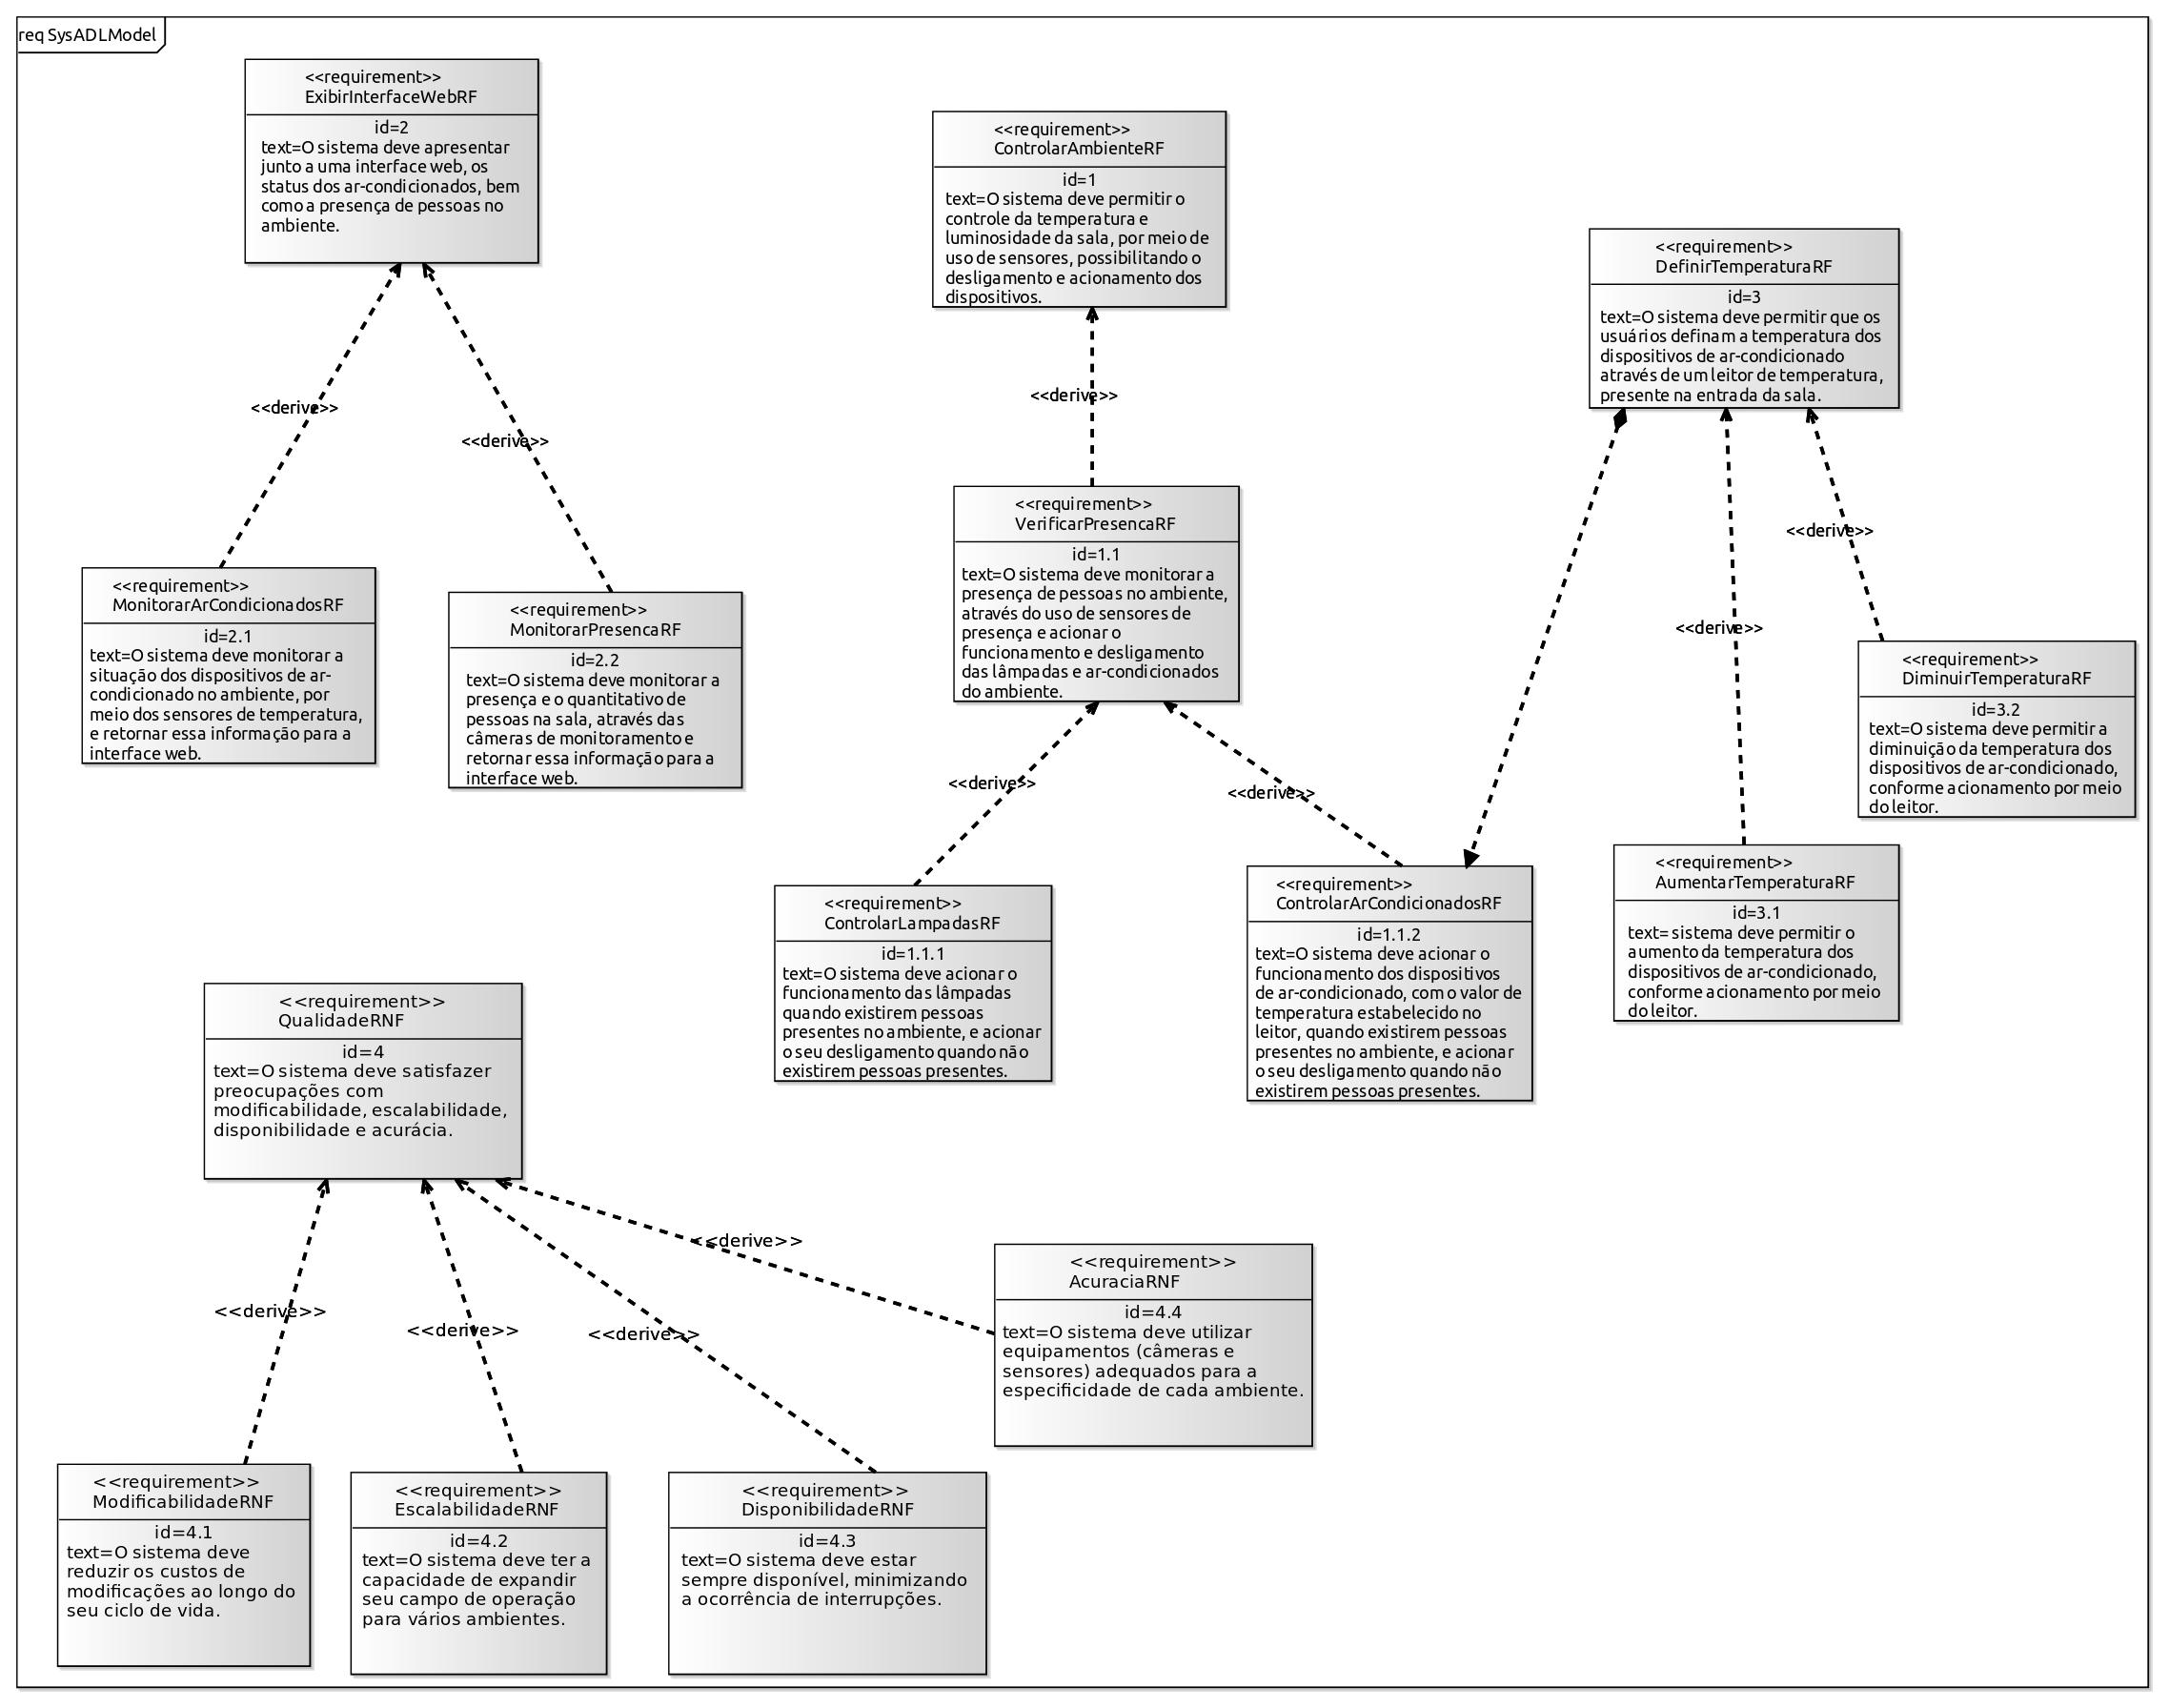 req SysADLModel
<<requirement>>
ExibirInterfaceWebRF
id=2
text=O sistema deve apresentar
junto a uma interface web, os
status dos ar-condicionados, bem
como a presença de pessoas no
ambiente.
<<requirement>>
ControlarAmbienteRF
id=1
text=O sistema deve permitir o
controle da temperatura e
luminosidade da sala, por meio de
uso de sensores, possibilitando o
desligamento e acionamento dos
dispositivos.
<<requirement>>
DefinirTemperaturaRF
id=3
text=O sistema deve permitir que os
usuários definam a temperatura dos
dispositivos de ar-condicionado
através de um leitor de temperatura,
presente na entrada da sala.
<<derive>>
<<derive>>
<<derive>>
<<derive>>
<<derive>>
<<requirement>>
MonitorarArCondicionadosRF
id=2.1
text=O sistema deve monitorar a
situação dos dispositivos de ar-
condicionado no ambiente, por
meio dos sensores de temperatura,
e retornar essa informação para a
interface web.
<<requirement>>
MonitorarPresencaRF
id=2.2
text=O sistema deve monitorar a
presença e o quantitativo de
pessoas na sala, através das
câmeras de monitoramento e
retornar essa informação para a
interface web.
<<requirement>>
VerificarPresencaRF
id=1.1
text=O sistema deve monitorar a
presença de pessoas no ambiente,
através do uso de sensores de
presença e acionar o
funcionamento e desligamento
das lâmpadas e ar-condicionados
do ambiente.
<<requirement>>
DiminuirTemperaturaRF
id=3.2
text=O sistema deve permitir a
diminuição da temperatura dos
dispositivos de ar-condicionado,
conforme acionamento por meio
do leitor.
<<derive>>
<<derive>>
<<requirement>>
ControlarLampadasRF
id=1.1.1
text=O sistema deve acionar o
funcionamento das lâmpadas
quando existirem pessoas
presentes no ambiente, e acionar
o seu desligamento quando não
existirem pessoas presentes.
<<requirement>>
ControlarArCondicionadosRF
id=1.1.2
text=O sistema deve acionar o
funcionamento dos dispositivos
de ar-condicionado, com o valor de
temperatura estabelecido no
leitor, quando existirem pessoas
presentes no ambiente, e acionar
o seu desligamento quando não
existirem pessoas presentes.
<<requirement>>
AumentarTemperaturaRF
id=3.1
text= sistema deve permitir o
aumento da temperatura dos
dispositivos de ar-condicionado,
conforme acionamento por meio
do leitor.
<<requirement>>
QualidadeRNF
id=4
text=O sistema deve satisfazer
preocupações com
modificabilidade, escalabilidade,
disponibilidade e acurácia.
<<derive>>
<<derive>>
<<derive>>
<<derive>>
<<requirement>>
AcuraciaRNF
id=4.4
text=O sistema deve utilizar
equipamentos (câmeras e
sensores) adequados para a
especificidade de cada ambiente.
<<requirement>>
ModificabilidadeRNF
id=4.1
text=O sistema deve
reduzir os custos de
modificações ao longo do
seu ciclo de vida.
<<requirement>>
EscalabilidadeRNF
id=4.2
text=O sistema deve ter a
capacidade de expandir
seu campo de operação
para vários ambientes.
<<requirement>>
DisponibilidadeRNF
id=4.3
text=O sistema deve estar
sempre disponível, minimizando
a ocorrência de interrupções.